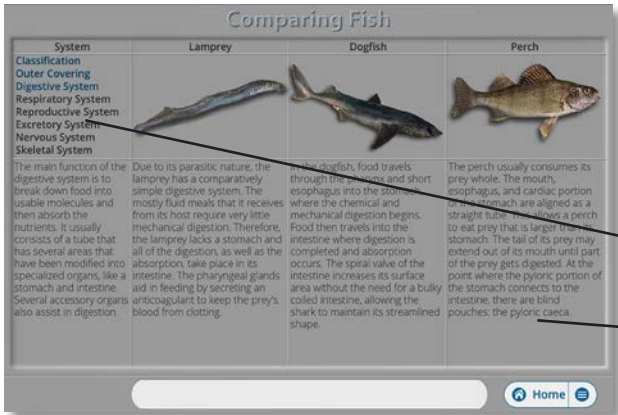 Comparing Fish
System
Classification
Outer Covering
Digestive System
Respiratory System
Reproductive System
Excretory System
Nervous System
Skeletal System
Lamprey
Dogfish
Perch
The main function of the
digestive system is to
break down food into
usable molecules and
then absorb the
nutrients. It usually
consists of a tube that
has several areas that
have been modified into
specialized organs, like a
stomach and intestine.
Several accessory organs
also assist in digestion.
Due to its parasitic nature, the
lamprey has a comparatively
simple digestive system. The
mostly fluid meals that it receives
from its host require very little
mechanical digestion. Therefore,
the lamprey lacks a stomach and
all of the digestion, as well as the
absorption, take place in its
intestine. The pharyngeal glands
aid in feeding by secreting an
anticoagulant to keep the prey's
blood from clotting.
In the dogfish, food travels
through the pharynx and short
esophagus into the stomach,
where the chemical and
mechanical digestion begins.
Food then travels into the
intestine where digestion is
completed and absorption
occurs. The spiral valve of the
intestine increases its surface
area without the need for a bulky
coiled intestine, allowing the
shark to maintain its streamlined
shape.
The perch usually consumes its
prey whole. The mouth,
esophagus, and cardiac portion
of the stomach are aligned as a
straight tube. This allows a perch
to eat prey that is larger than its
stomach. The tail of its prey may
extend out of its mouth until part
of the prey gets digested. At the
point where the pyloric portion of
the stomach connects to the
intestine, there are blind
pouches: the pyloric caeca.
Home